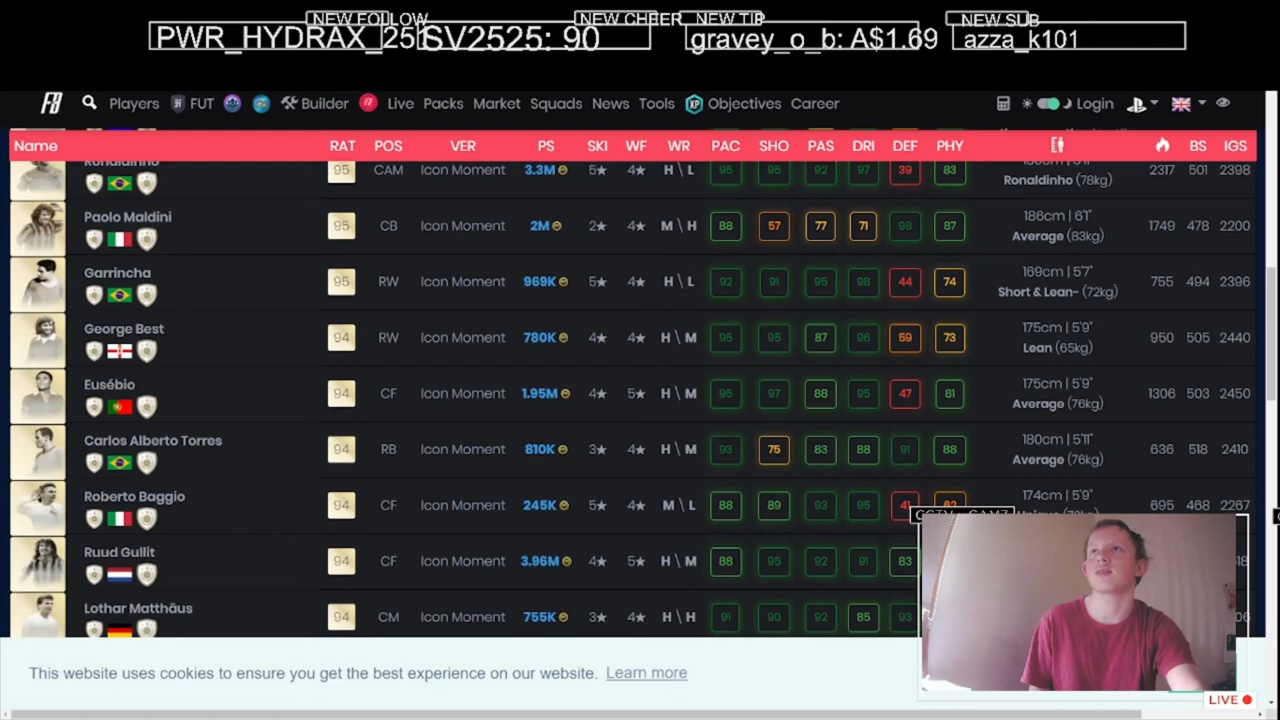 NEW FOLLOW NEW CHEER NEW TIP NEW SUB
PWR_HYDRAX_25 SV2525: 90 gravey_o_b: A$1.69 azza_k101
Players FUT Builder Live Packs Market Squads News Tools XP Objectives Career Login
Name RAT POS VER PS SKI WF WR PAC SHO PAS DRI DEF PHY BS IGS
Ronaldinho 95 CAM Icon Moment 3.3M 5★ 4★ H \ L 95 95 92 97 39 83 2317 501 2398
Ronaldinho (78kg)
Paolo Maldini 95 CB Icon Moment 2M 2★ 4★ M \ H 88 57 77 71 98 87 186cm | 6'1" 1749 478 2200
Average (83kg)
Garrincha 95 RW Icon Moment 969K 5★ 4★ H \ L 92 91 95 98 44 74 169cm | 5'7" 755 494 2396
Short & Lean- (72kg)
George Best 94 RW Icon Moment 780K 4★ 4★ H \ M 95 95 87 96 59 73 175cm | 5'9" 950 505 2440
Lean (65kg)
Eusébio 94 CF Icon Moment 1.95M 4★ 5★ H \ M 95 97 88 95 47 81 175cm | 5'9" 1306 503 2450
Average (76kg)
Carlos Alberto Torres 94 RB Icon Moment 810K 3★ 4★ H \ M 93 75 83 88 91 88 180cm | 5'11" 636 518 2410
Average (76kg)
Roberto Baggio 94 CF Icon Moment 245K 5★ 4★ M \ L 88 89 93 95 41 174cm | 5'9" 695 468 2267
Ruud Gullit 94 CF Icon Moment 3.96M 4★ 5★ H \ M 88 95 92 91 83
Lothar Matthäus 94 CM Icon Moment 755K 3★ 4★ H \ H 91 90 92 85 93
This website uses cookies to ensure you get the best experience on our website. Learn more
LIVE